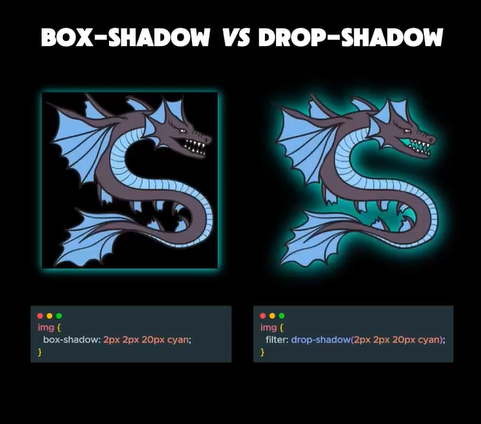 BOX-SHADOW VS DROP-SHADOW
img {
box-shadow: 2px 2px 20px cyan;
}
img {
filter: drop-shadow(2px 2px 20px cyan);
}